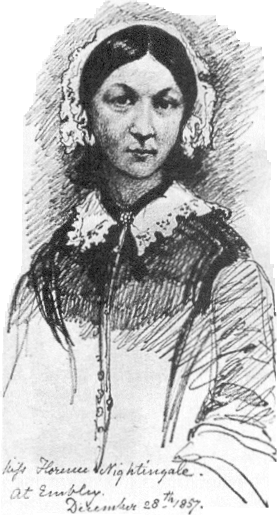 Miss Florence Nightingale.
At Embley.
December 28th 1857.